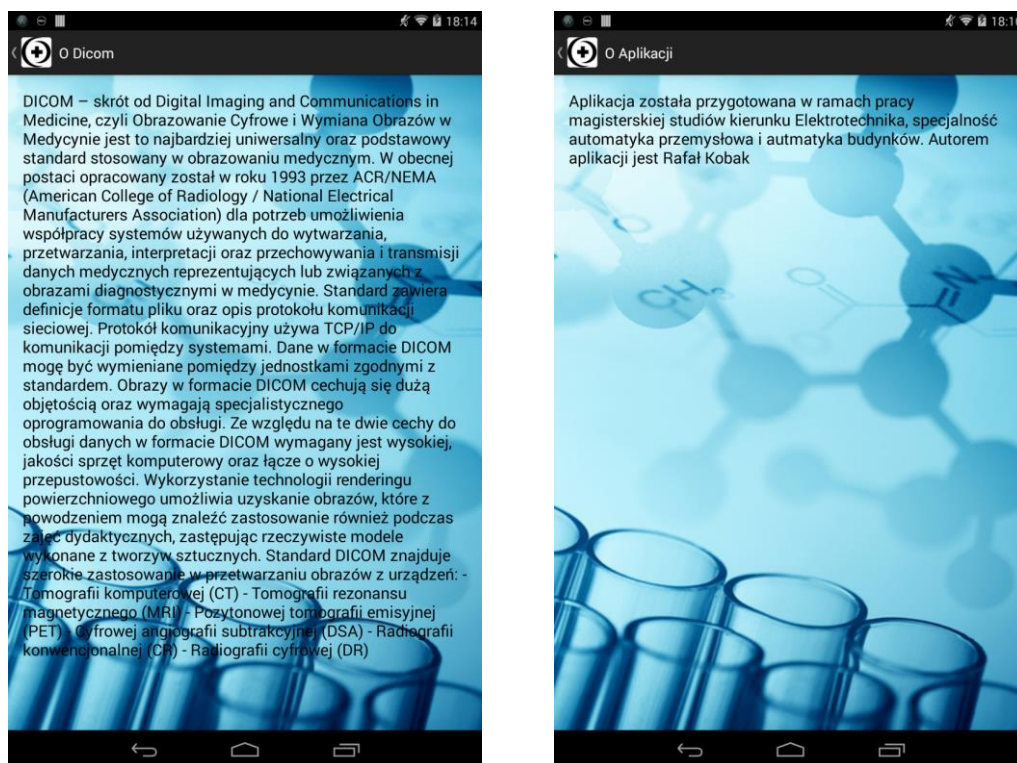 18:14
O Dicom
DICOM – skrót od Digital Imaging and Communications in
Medicine, czyli Obrazowanie Cyfrowe i Wymiana Obrazów w
Medycynie jest to najbardziej uniwersalny oraz podstawowy
standard stosowany w obrazowaniu medycznym. W obecnej
postaci opracowany został w roku 1993 przez ACR/NEMA
(American College of Radiology / National Electrical
Manufacturers Association) dla potrzeb umożliwienia
współpracy systemów używanych do wytwarzania,
przetwarzania, interpretacji oraz przechowywania i transmisji
danych medycznych reprezentujących lub związanych z
obrazami diagnostycznymi w medycynie. Standard zawiera
definicje formatu pliku oraz opis protokołu komunikacji
sieciowej. Protokół komunikacyjny używa TCP/IP do
komunikacji pomiędzy systemami. Dane w formacie DICOM
mogę być wymieniane pomiędzy jednostkami zgodnymi z
standardem. Obrazy w formacie DICOM cechują się dużą
objętością oraz wymagają specjalistycznego
oprogramowania do obsługi. Ze względu na te dwie cechy do
obsługi danych w formacie DICOM wymagany jest wysokiej,
jakości sprzęt komputerowy oraz łącze o wysokiej
przepustowości. Wykorzystanie technologii renderingu
powierzchniowego umożliwia uzyskanie obrazów, które z
powodzeniem mogą znaleźć zastosowanie również podczas
zajęć dydaktycznych, zastępując rzeczywiste modele
wykonane z tworzyw sztucznych. Standard DICOM znajduje
szerokie zastosowanie w przetwarzaniu obrazów z urządzeń: -
Tomografii komputerowej (CT) - Tomografii rezonansu
magnetycznego (MRI) - Pozytonowej tomografii emisyjnej
(PET) - Cyfrowej angiografii subtrakcyjnej (DSA) - Radiografii
konwencjonalnej (CR) - Radiografii cyfrowej (DR)
O Aplikacji
Aplikacja została przygotowana w ramach pracy
magisterskiej studiów kierunku Elektrotechnika, specjalność
automatyka przemysłowa i autmatyka budynków. Autorem
aplikacji jest Rafał Kobak
CH
N